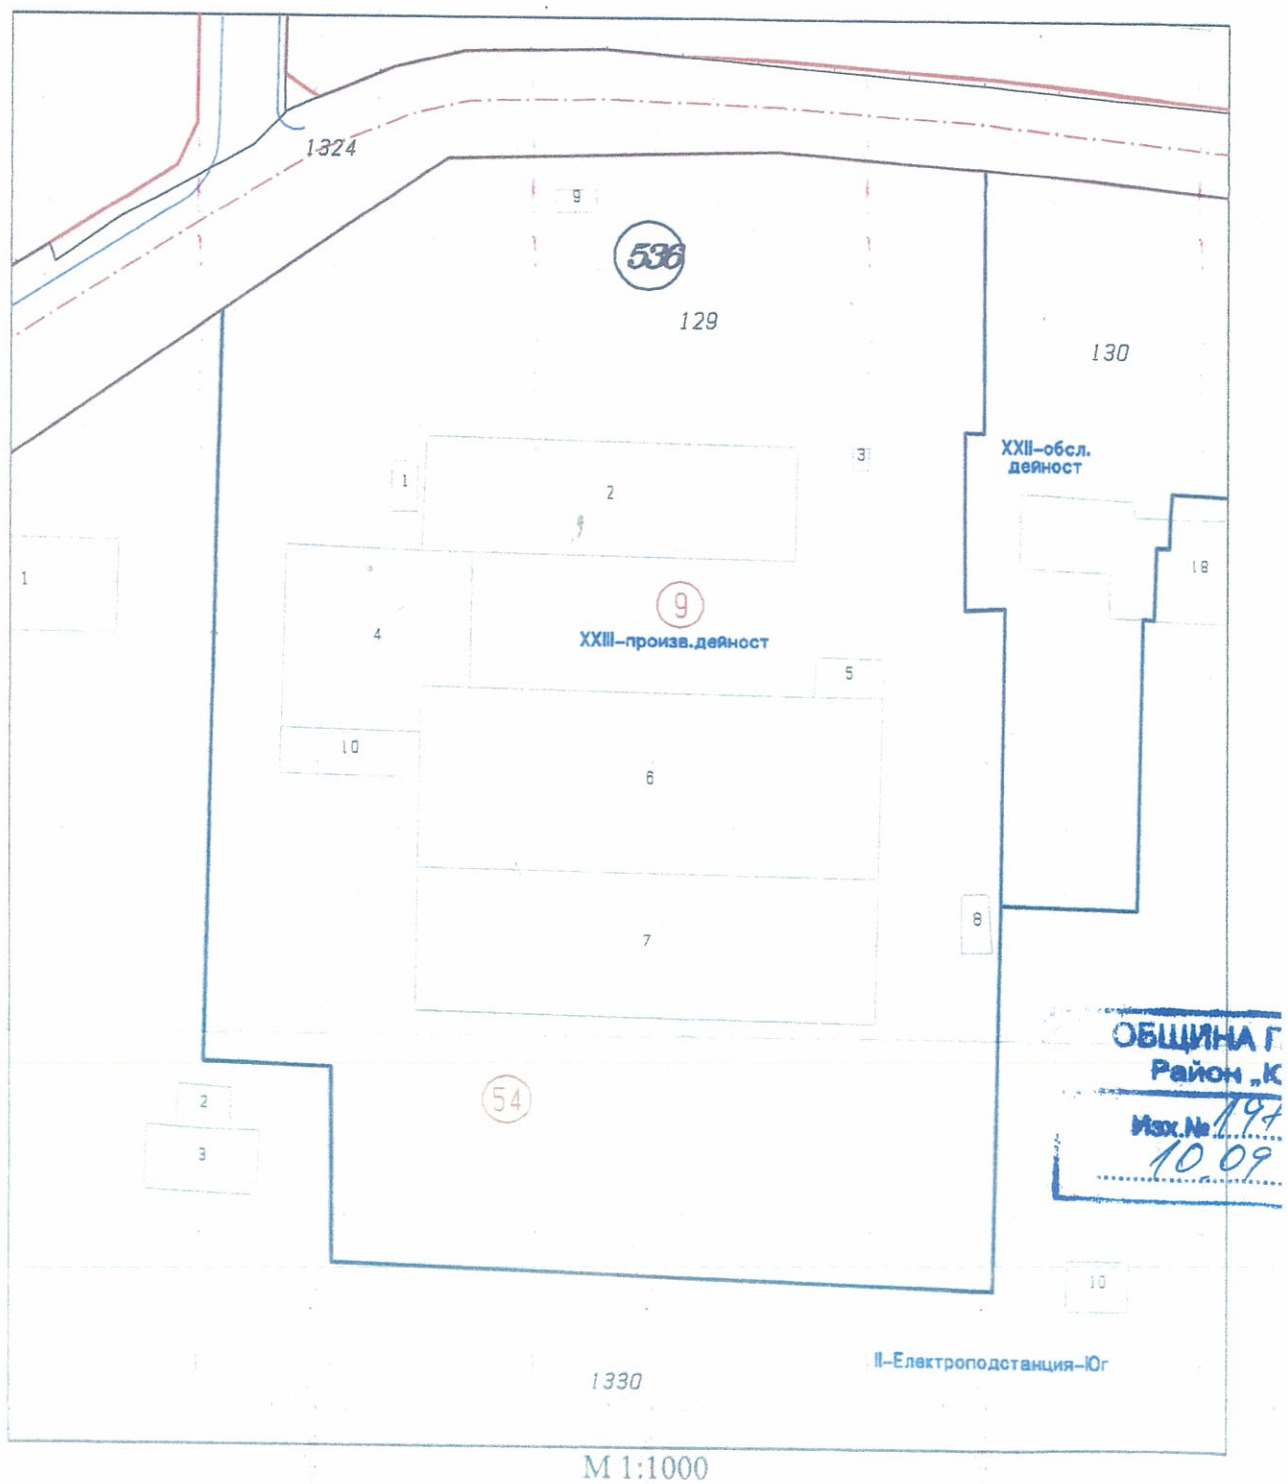 1324
9
536
129
130
XXII-обсл.
дейност
3
1
2
18
1
9
4
XXIII-произв.дейност
5
10
6
8
7
ОБЩИНА
Район „К
54
2
Изх.№
3
10.09
10
II-Електроподстанция-Юг
1330
М 1:1000